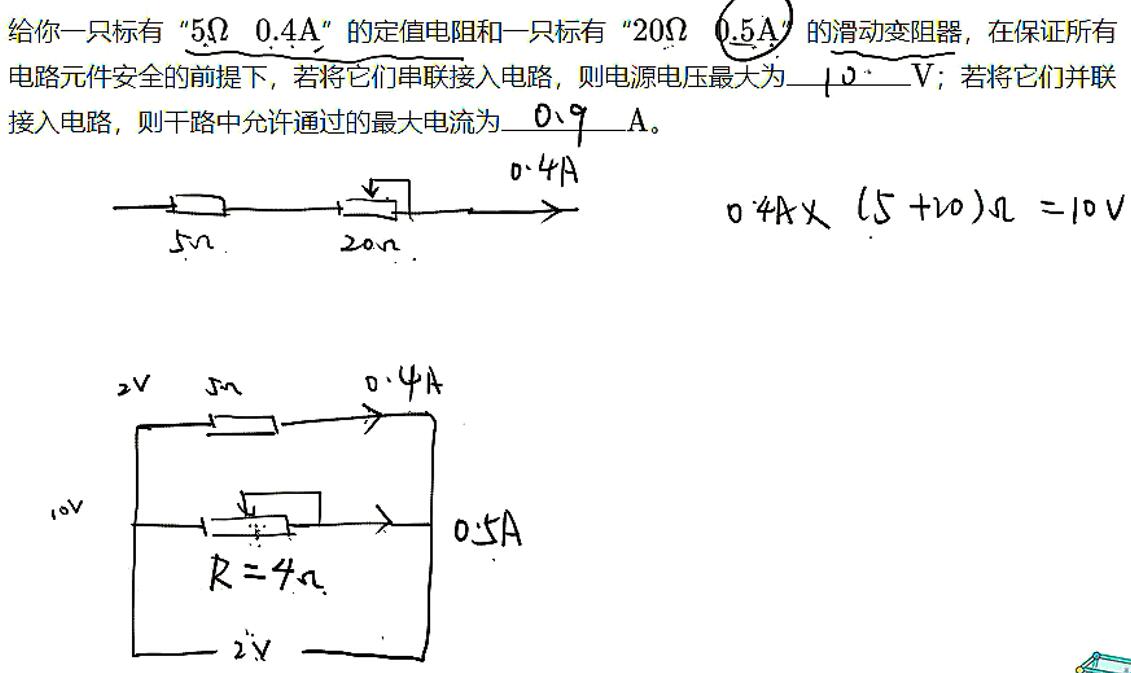 给你一只标有“5Ω 0.4A”的定值电阻和一只标有“20Ω 0.5A”的滑动变阻器，在保证所有
电路元件安全的前提下，若将它们串联接入电路，则电源电压最大为 10 V；若将它们并联
接入电路，则干路中允许通过的最大电流为 0.9 A。
0.4A
5Ω 20Ω
0.4A× (5+20)Ω =10V
2V 5Ω 0.4A
10V
0.5A
R=4Ω
2V